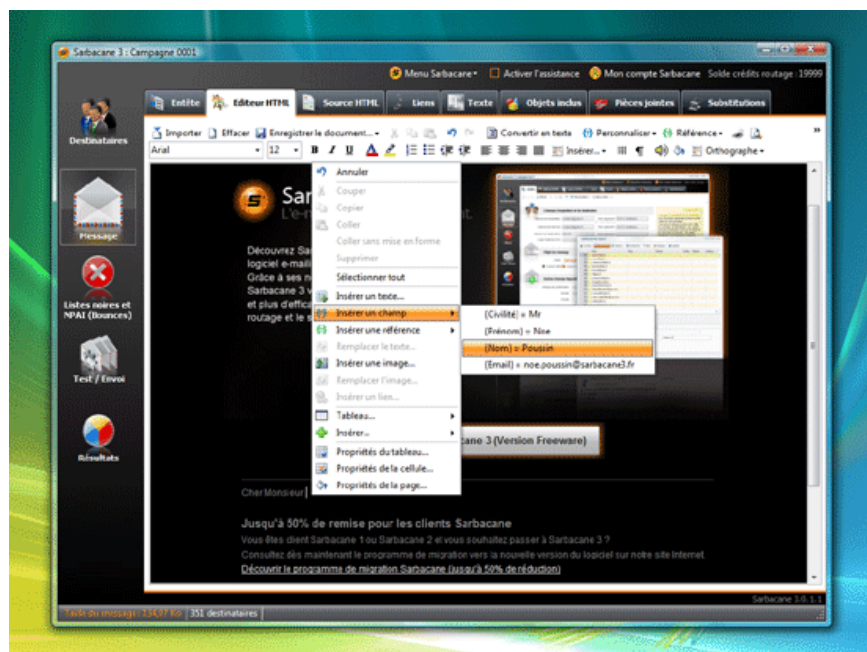 Sarbacane 3 : Campagne 0001
Menu Sarbacane
Activer l'assistance
Mon compte Sarbacane
Solde crédits routage : 19999
Entête
Editeur HTML
Source HTML
Liens
Texte
Objets inclus
Pièces jointes
Substitutions
Importer
Effacer
Enregistrer le document...
Convertir en texte
Personnaliser
Référence
Arial
12
B I U
Insérer...
Orthographe
Destinataires
Message
Listes noires et
NPAI (Bounces)
Test / Envoi
Résultats
Sar
L'e-
nt.
Découvrez Sa
logiciel e-maili
Grâce à ses n
Sarbacane 3 v
et plus d'effica
routage et le s
Annuler
Couper
Copier
Coller
Coller sans mise en forme
Supprimer
Sélectionner tout
Insérer un texte...
Insérer un champ
Insérer une référence
Remplacer le texte...
Insérer une image...
Remplacer l'image...
Insérer un lien...
Tableau...
Insérer...
Propriétés du tableau...
Propriétés de la cellule...
Propriétés de la page...
(Civilité) = Mr
(Prénom) = Noe
(Nom) = Poussin
(Email) = noe.poussin@sarbacane3.fr
cane 3 (Version Freeware)
Cher Monsieur
Jusqu'à 50% de remise pour les clients Sarbacane
Vous êtes client Sarbacane 1 ou Sarbacane 2 et vous souhaitez passer à Sarbacane 3 ?
Consultez dès maintenant le programme de migration vers la nouvelle version du logiciel sur notre site Internet.
Découvrir le programme de migration Sarbacane (jusqu'à 50% de réduction)
Sarbacane 3.0.1.1
351 destinataires